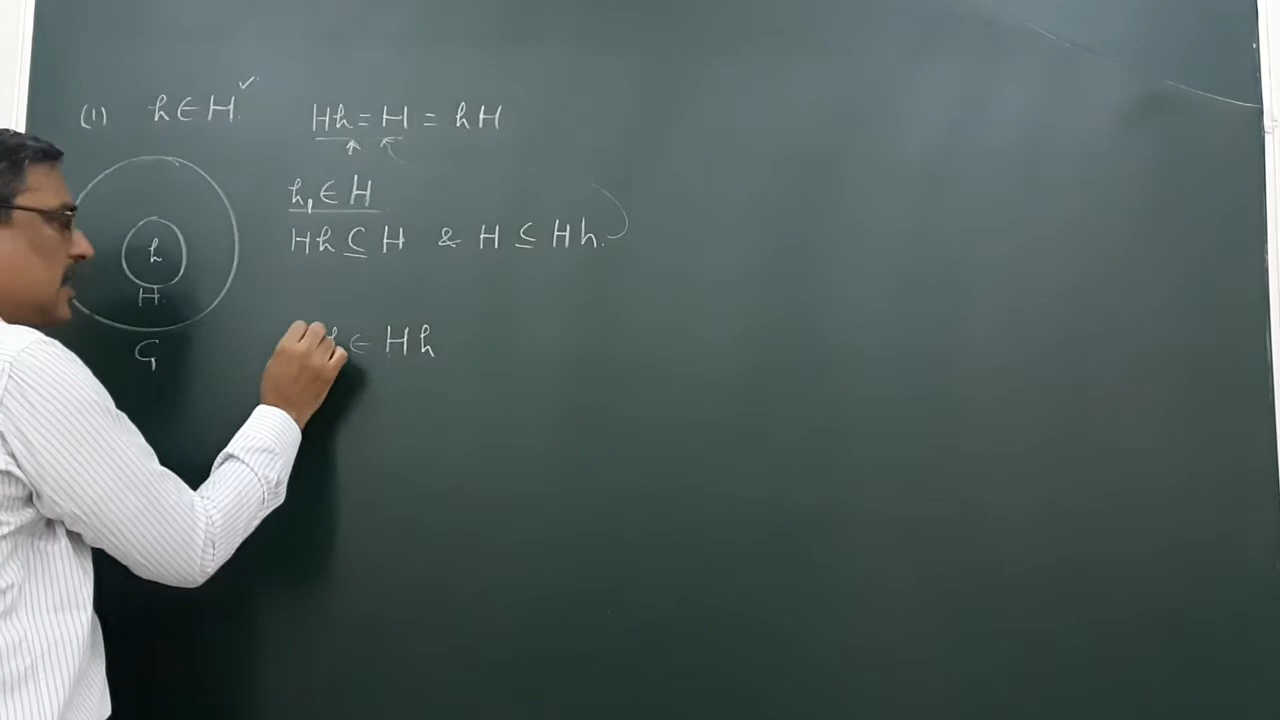 (1) h ∈ H. ✓ Hh = H = hH
h₁ ∈ H
Hh ⊆ H & H ⊆ Hh.
h
H.
G
h ∈ Hh